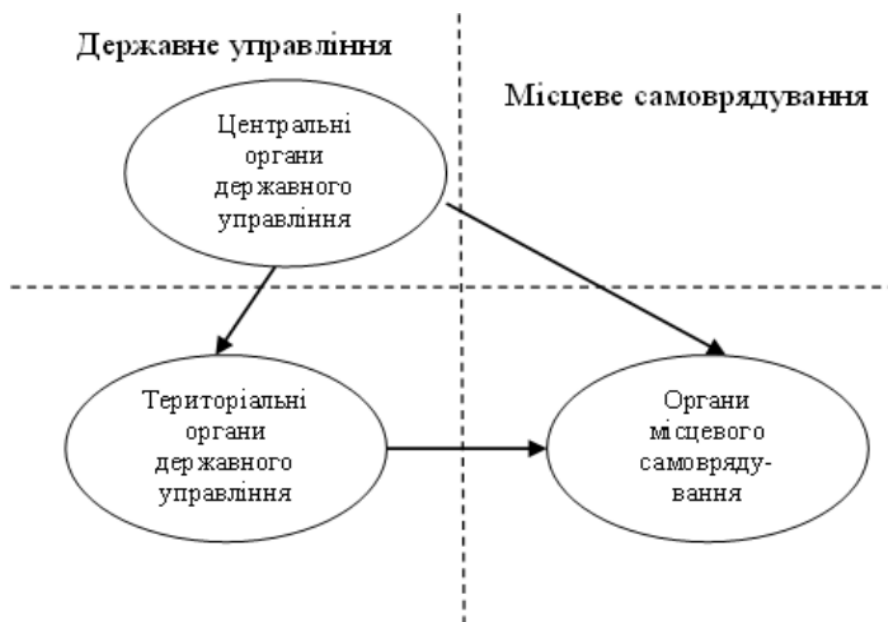 Державне управління
Місцеве самоврядування
Центральні
органи
державного
управління
Територіальні
органи
державного
управління
Органи
місцевого
самовряду-
вання